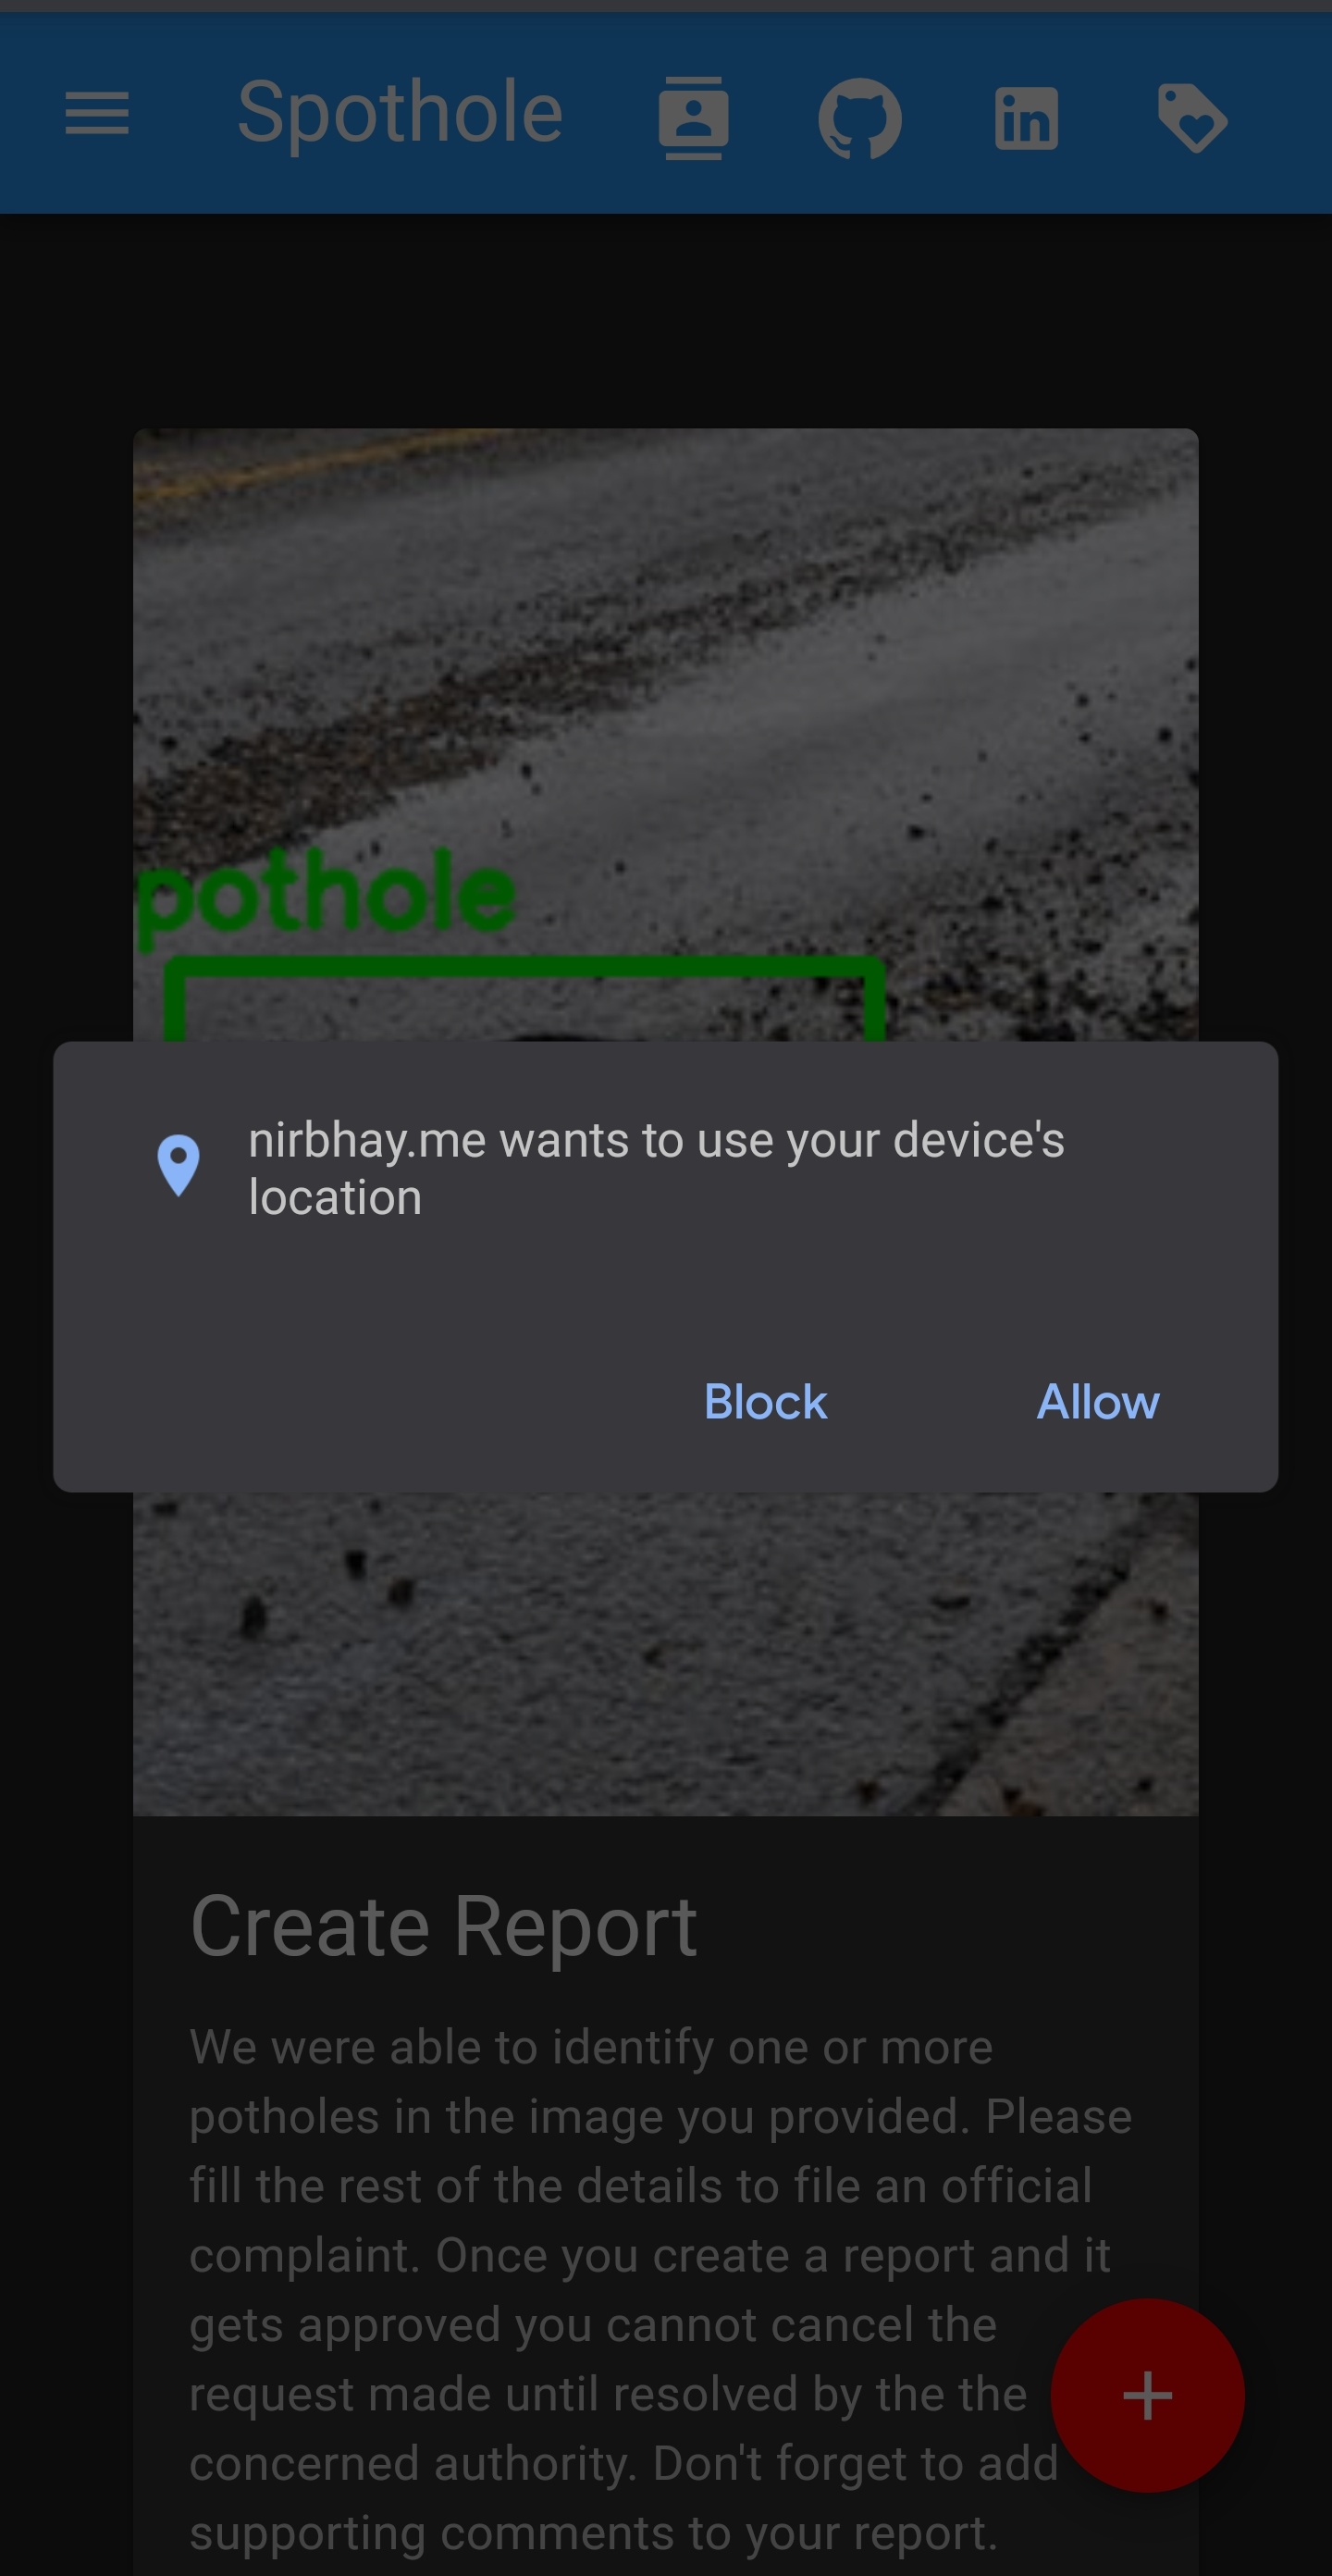 Spothole
pothole
nirbhay.me wants to use your device's
location
Block
Allow
Create Report
We were able to identify one or more
potholes in the image you provided. Please
fill the rest of the details to file an official
complaint. Once you create a report and it
gets approved you cannot cancel the
request made until resolved by the the
concerned authority. Don't forget to add
supporting comments to your report.